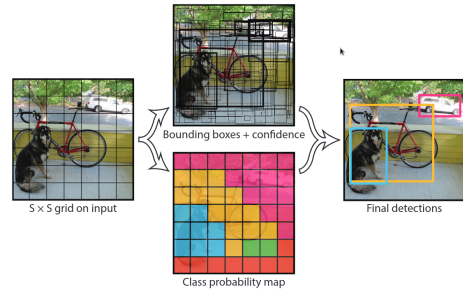 Bounding boxes + confidence
S × S grid on input
Final detections
Class probability map